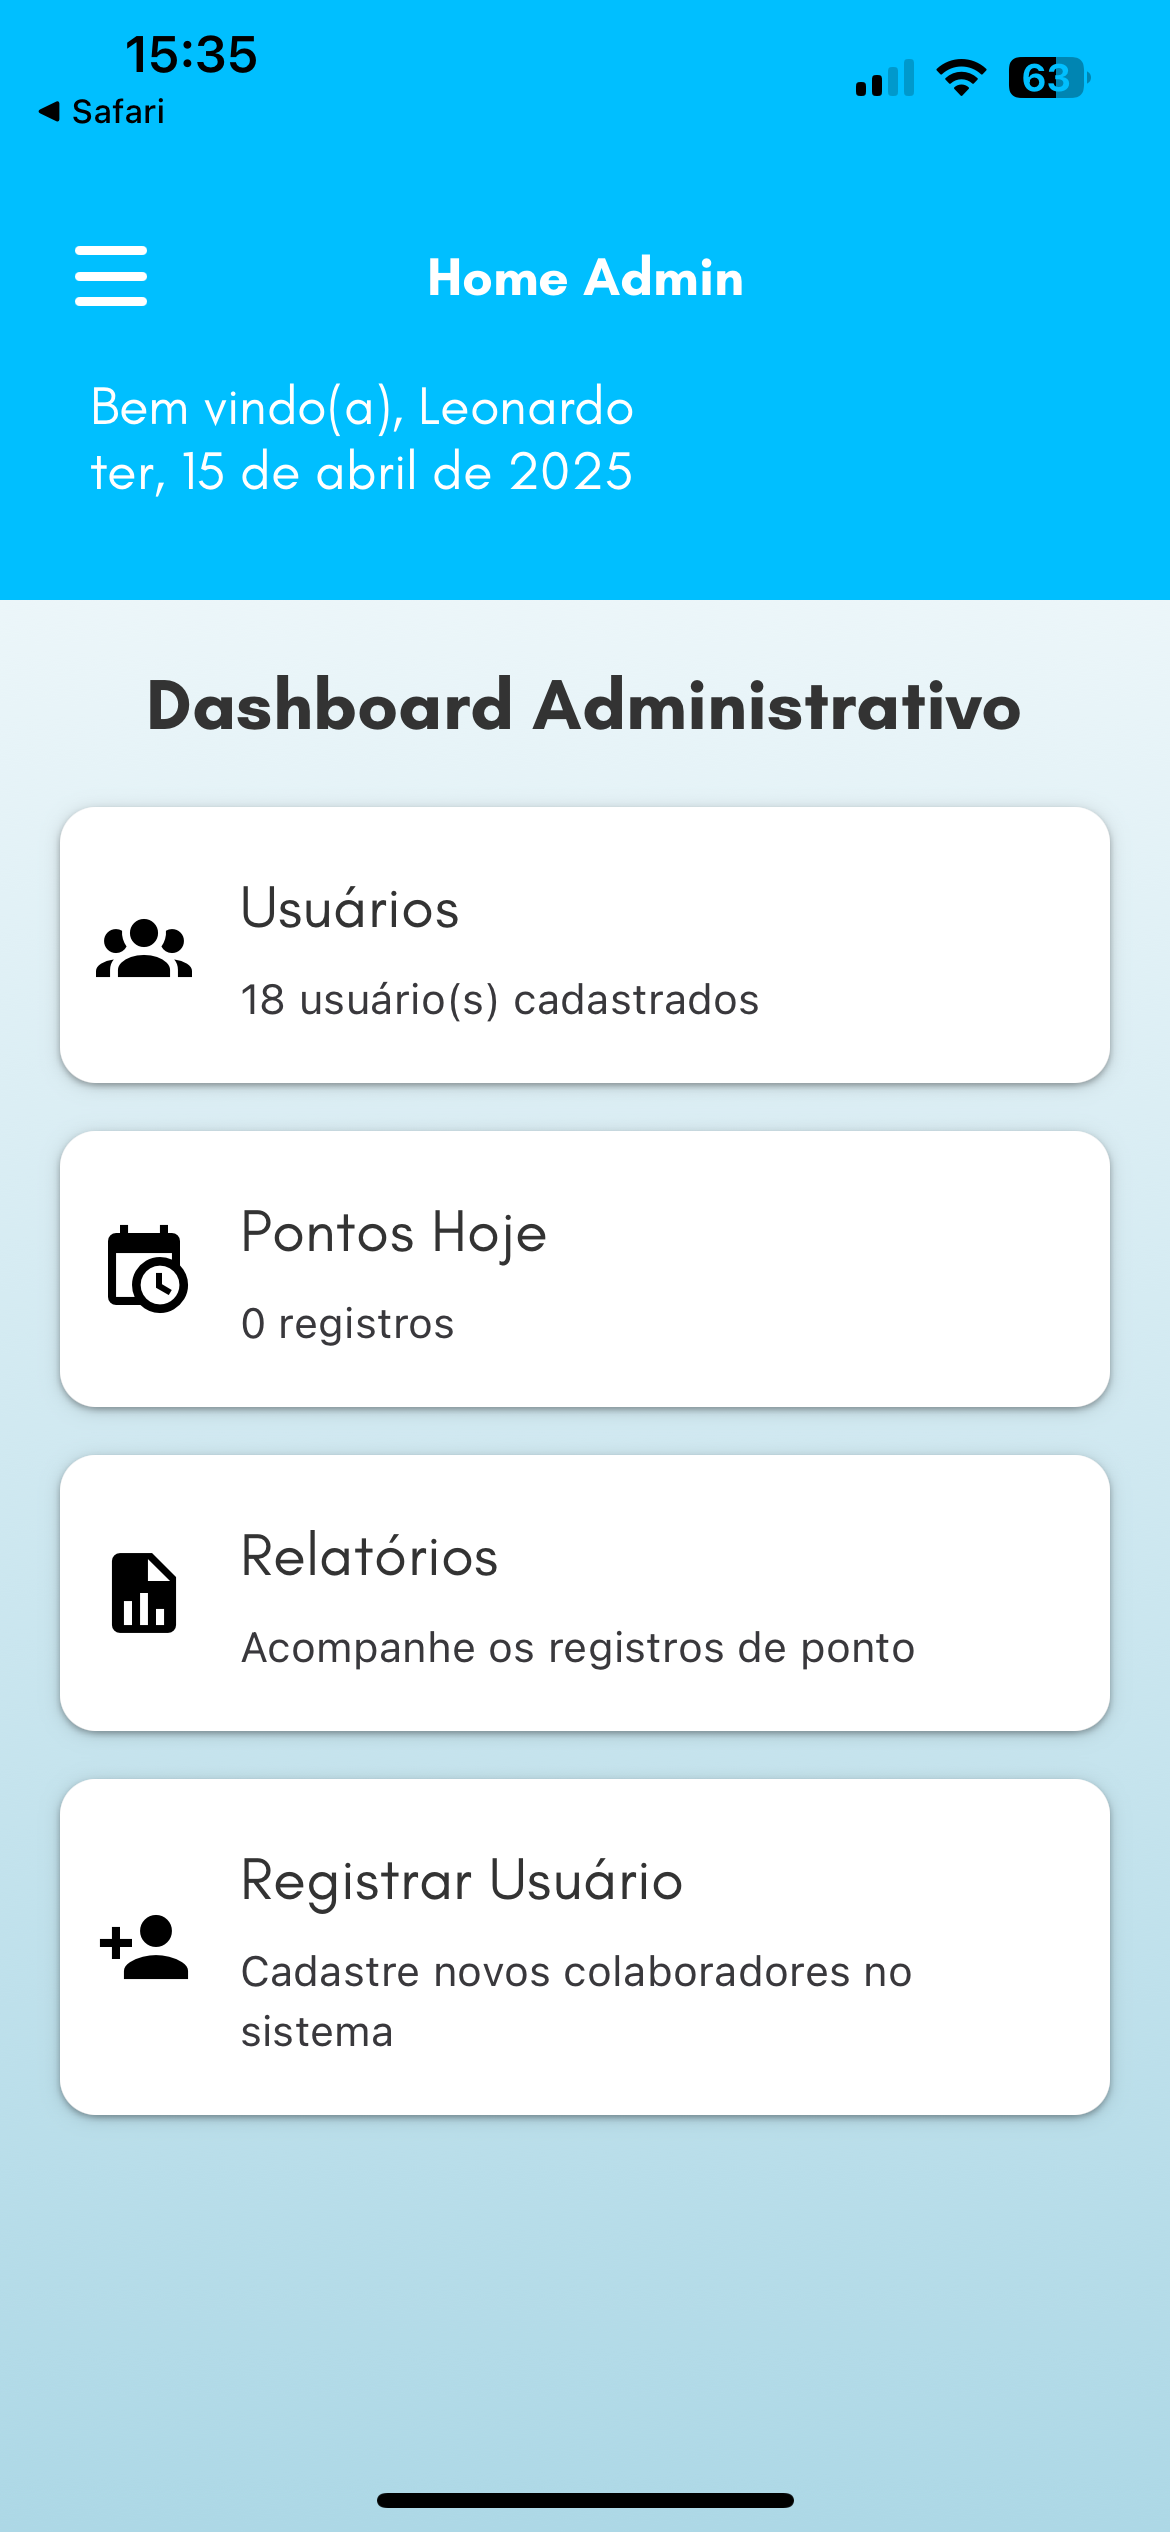 15:35
Safari
63
Home Admin
Bem vindo(a), Leonardo
ter, 15 de abril de 2025
Dashboard Administrativo
Usuários
18 usuário(s) cadastrados
Pontos Hoje
0 registros
Relatórios
Acompanhe os registros de ponto
Registrar Usuário
Cadastre novos colaboradores no
sistema